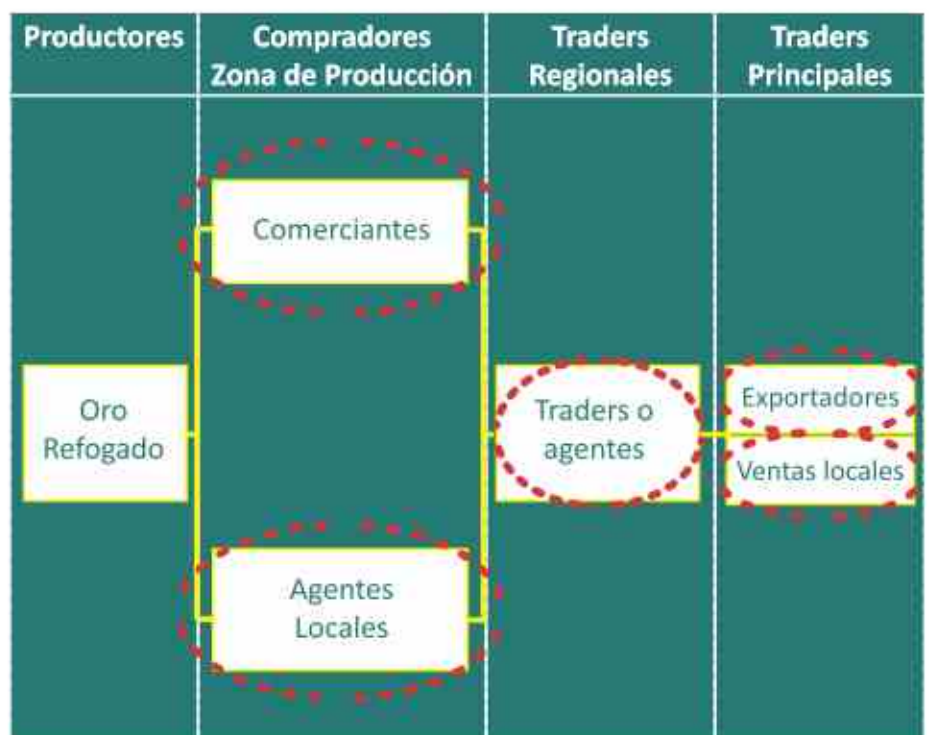 Productores
Compradores
Zona de Producción
Traders
Regionales
Traders
Principales
Comerciantes
Oro
Refogado
Traders o
agentes
Exportadores
Ventas locales
Agentes
Locales